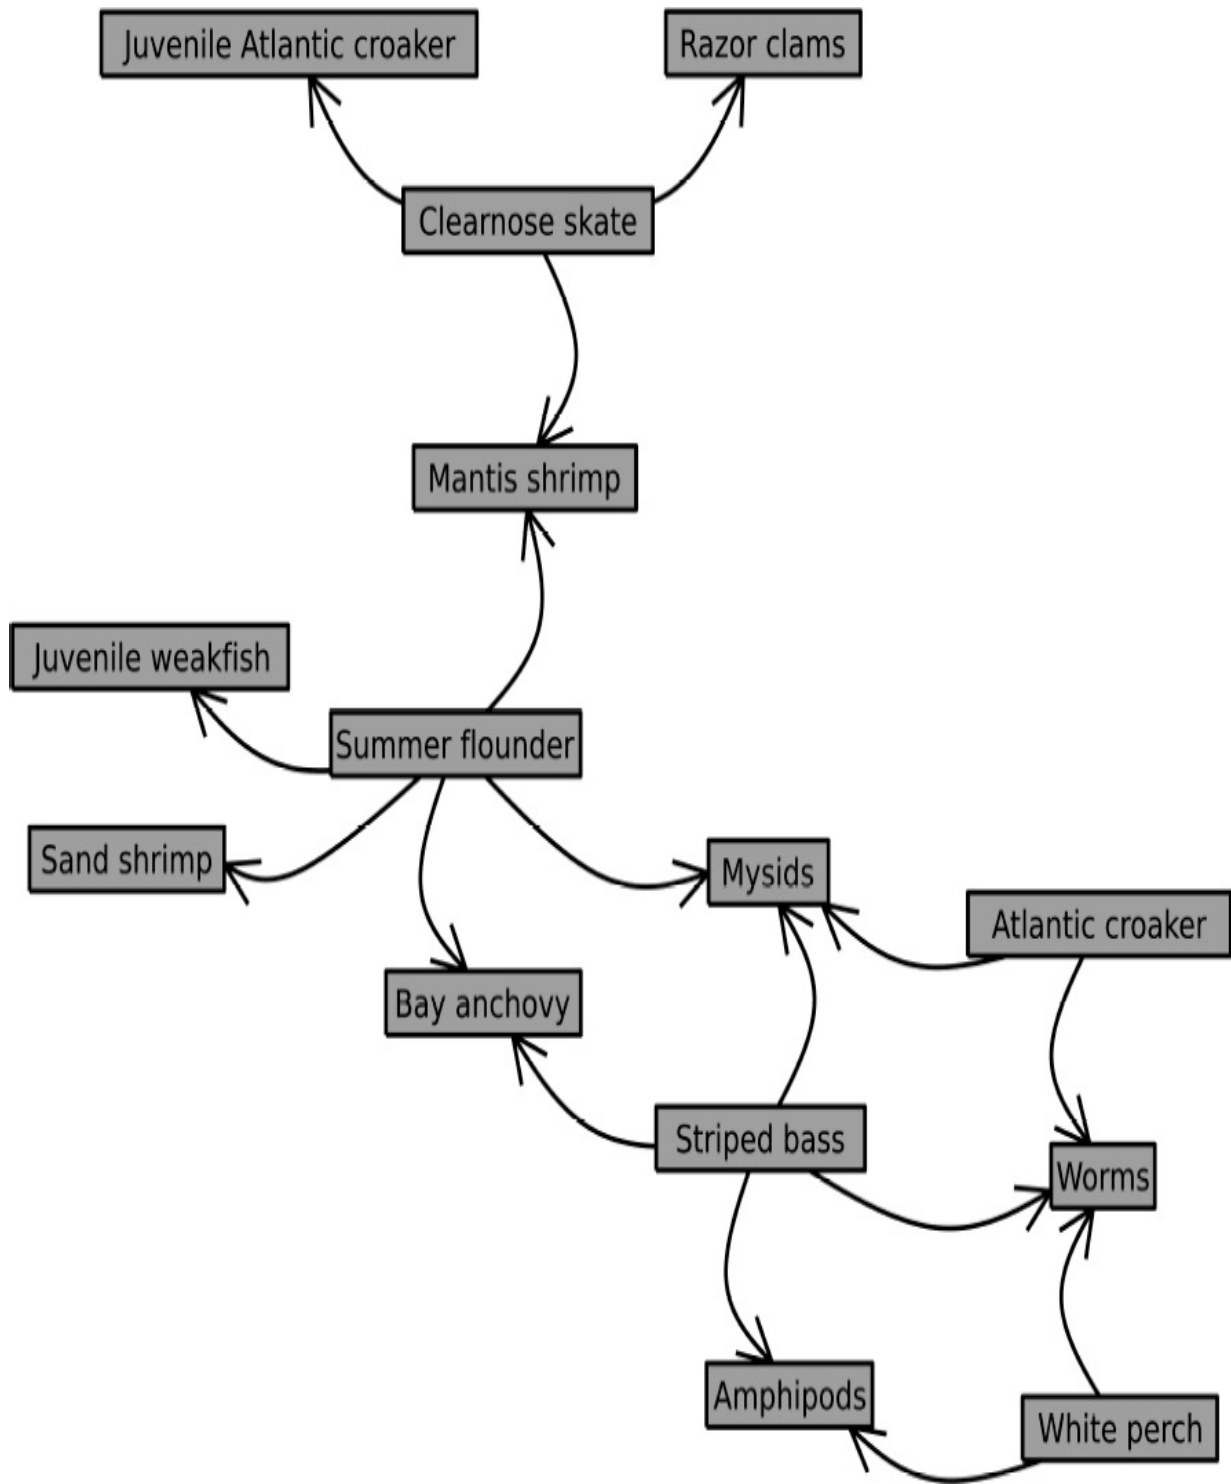 Juvenile Atlantic croaker
Razor clams
Clearnose skate
Mantis shrimp
Juvenile weakfish
Summer flounder
Sand shrimp
Mysids
Atlantic croaker
Bay anchovy
Striped bass
Worms
Amphipods
White perch